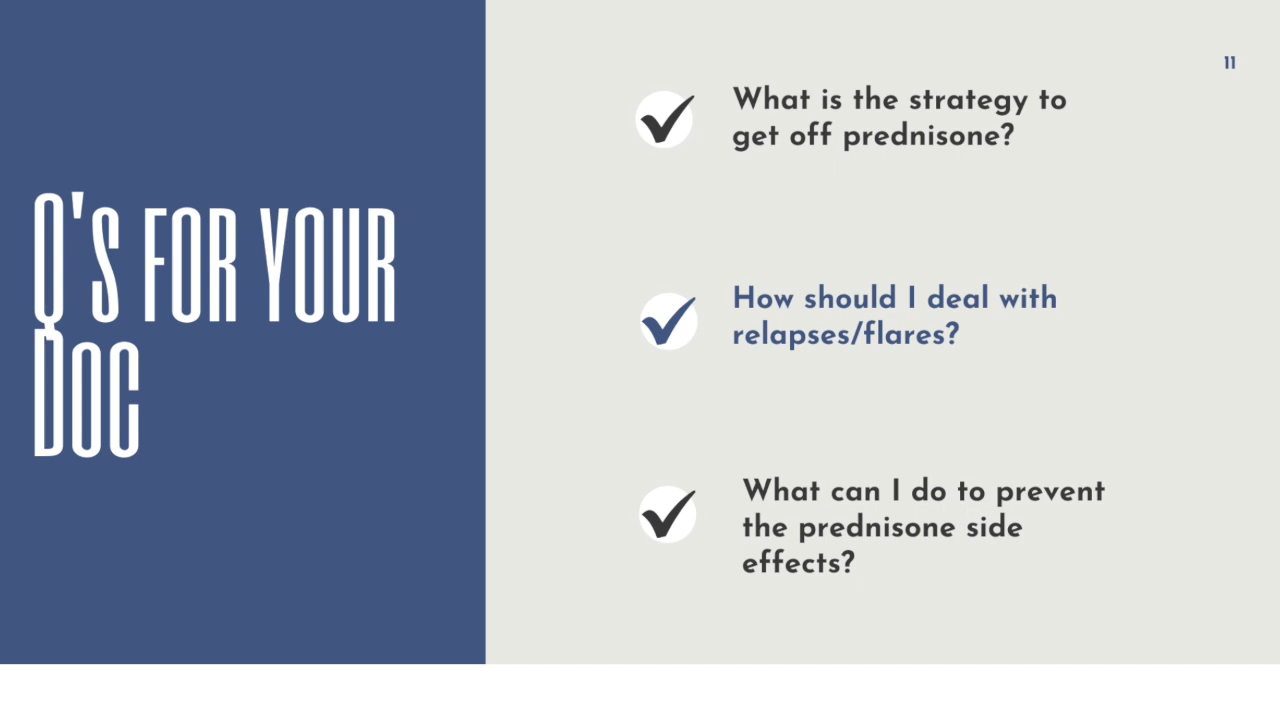 11
What is the strategy to
get off prednisone?
Q's for your
Doc
How should I deal with
relapses/flares?
What can I do to prevent
the prednisone side
effects?